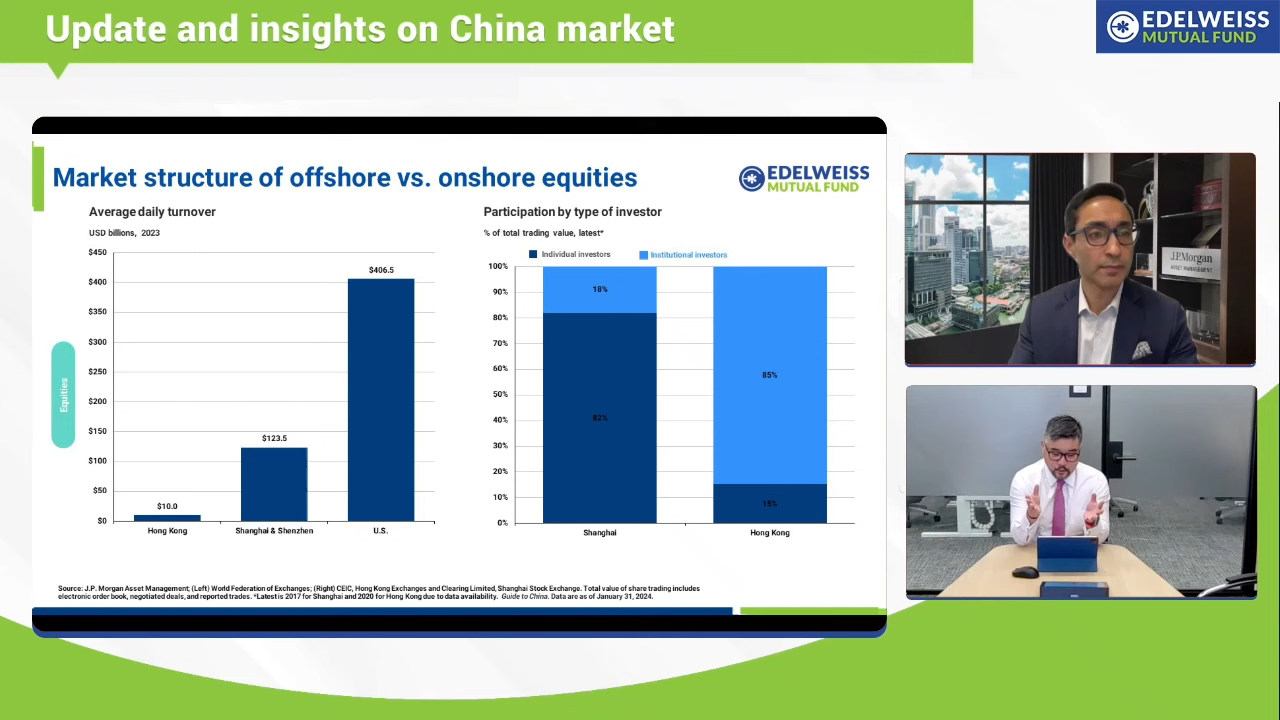 Update and insights on China market
EDELWEISS
MUTUAL FUND
Market structure of offshore vs. onshore equities
EDELWEISS
MUTUAL FUND
Average daily turnover
USD billions, 2023
$450
$400
$350
$300
$250
$200
$150
$100
$50
$0
$10.0
$123.5
$406.5
Hong Kong
Shanghai & Shenzhen
U.S.
Equities
Participation by type of investor
% of total trading value, latest*
Individual investors
Institutional investors
100%
90%
80%
70%
60%
50%
40%
30%
20%
10%
0%
18%
82%
85%
15%
Shanghai
Hong Kong
Source: J.P. Morgan Asset Management; (Left) World Federation of Exchanges; (Right) CEIC, Hong Kong Exchanges and Clearing Limited, Shanghai Stock Exchange. Total value of share trading includes
electronic order book, negotiated deals, and reported trades. *Latest is 2017 for Shanghai and 2020 for Hong Kong due to data availability. Guide to China. Data are as of January 31, 2024.
J.P.Morgan
ASSET MANAGEMENT